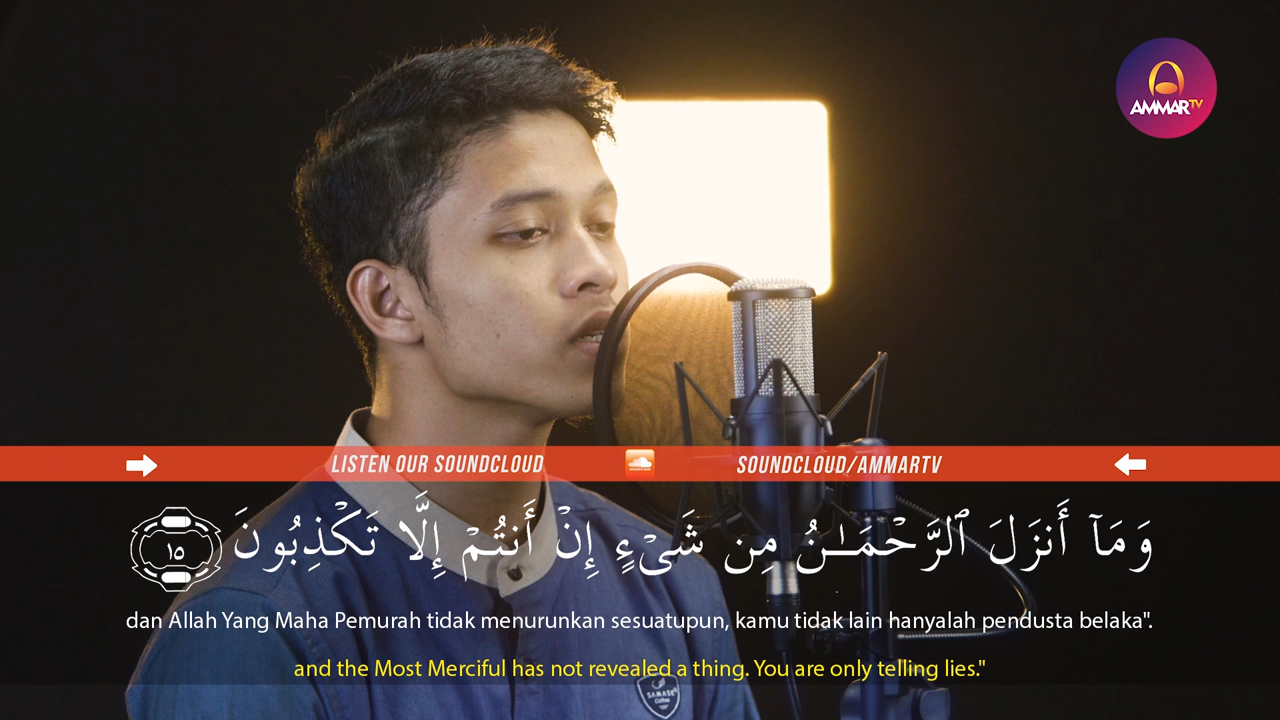 AMMAR TV
LISTEN OUR SOUNDCLOUD SOUNDCLOUD/AMMARTV
وَمَآ أَنزَلَ ٱلرَّحْمَـٰنُ مِن شَىْءٍ إِنْ أَنتُمْ إِلَّا تَكْذِبُونَ ١٥
dan Allah Yang Maha Pemurah tidak menurunkan sesuatupun, kamu tidak lain hanyalah pendusta belaka".
and the Most Merciful has not revealed a thing. You are only telling lies."
SAMASE